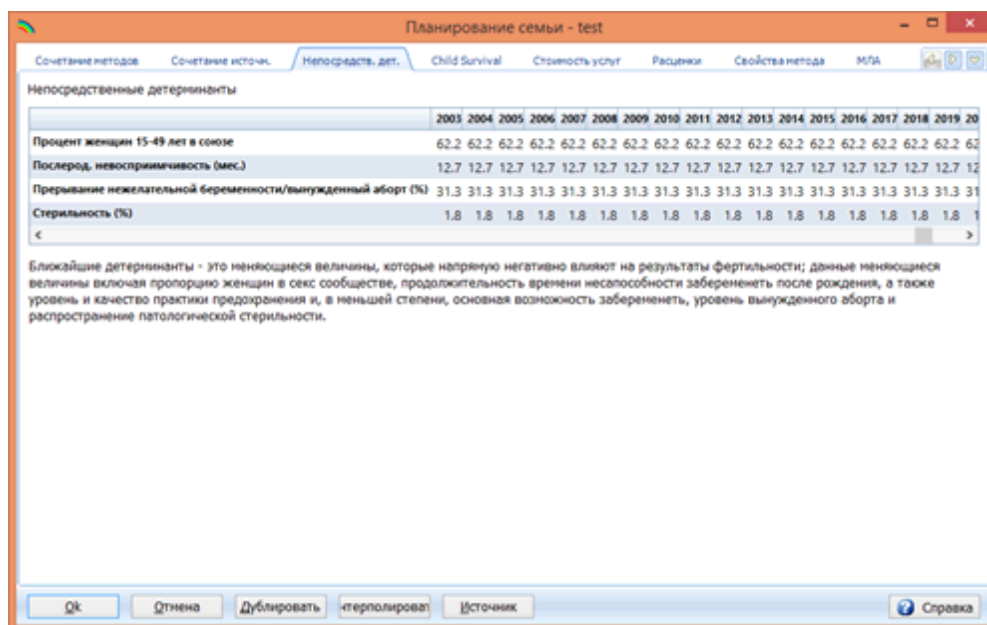 Планирование семьи - test
Сочетание методов Сочетание источн. Непосредств. дет. Child Survival Стоимость услуг Расценки Свойства метода МЛА
Непосредственные детерминанты
2003 2004 2005 2006 2007 2008 2009 2010 2011 2012 2013 2014 2015 2016 2017 2018 2019 20
Процент женщин 15-49 лет в союзе 62.2 62.2 62.2 62.2 62.2 62.2 62.2 62.2 62.2 62.2 62.2 62.2 62.2 62.2 62.2 62.2 62.2 62
Послерод. невосприимчивость (мес.) 12.7 12.7 12.7 12.7 12.7 12.7 12.7 12.7 12.7 12.7 12.7 12.7 12.7 12.7 12.7 12.7 12.7 12
Прерывание нежелательной беременности/вынужденный аборт (%) 31.3 31.3 31.3 31.3 31.3 31.3 31.3 31.3 31.3 31.3 31.3 31.3 31.3 31.3 31.3 31.3 31.3 31
Стерильность (%) 1.8 1.8 1.8 1.8 1.8 1.8 1.8 1.8 1.8 1.8 1.8 1.8 1.8 1.8 1.8 1.8 1.8 1
Ближайшие детерминанты - это меняющиеся величины, которые напрямую негативно влияют на результаты фертильности; данные меняющиеся
величины включая пропорцию женщин в секс сообществе, продолжительность времени несапособности забеременеть после рождения, а также
уровень и качество практики предохранения и, в меньшей степени, основная возможность забеременеть, уровень вынужденного аборта и
распространение патологической стерильности.
Ok Отмена Дублировать нтерполироват Источник Справка